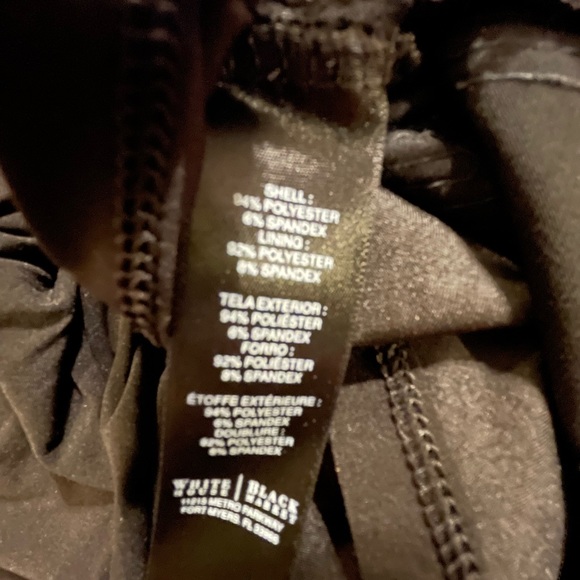 SHELL:
94% POLYESTER
6% SPANDEX
LINING:
92% POLYESTER
8% SPANDEX
TELA EXTERIOR:
94% POLIÉSTER
6% SPANDEX
FORRO:
92% POLIÉSTER
8% SPANDEX
ÉTOFFE EXTÉRIEURE:
94% POLYESTER
6% SPANDEX
DOUBLURE:
92% POLYESTER
8% SPANDEX
WHITE | BLACK
HOUSE MARKET
11215 METRO PARKWAY
FORT MYERS, FL